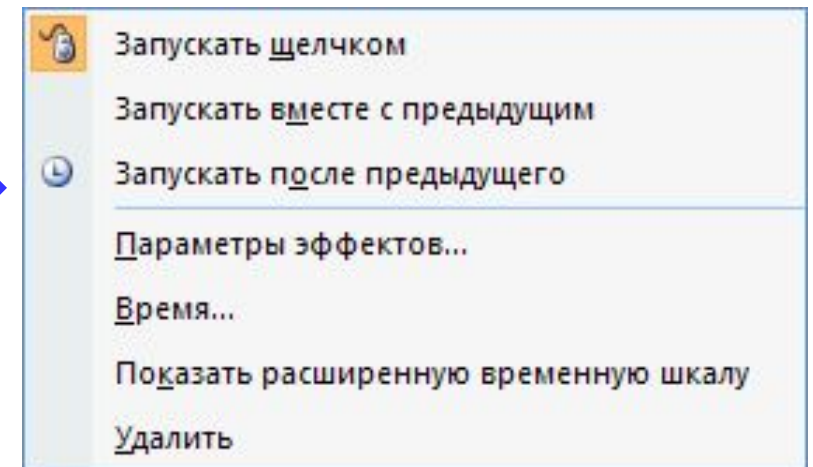 Запускать щелчком
Запускать вместе с предыдущим
Запускать после предыдущего
Параметры эффектов...
Время...
Показать расширенную временную шкалу
Удалить